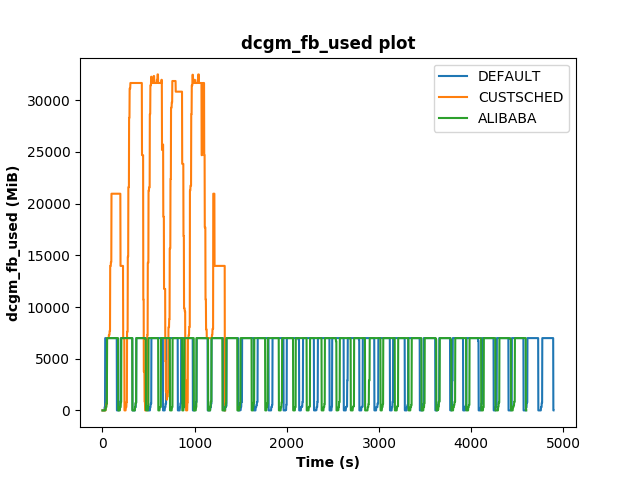 dcgm_fb_used plot
DEFAULT
CUSTSCHED
ALIBABA
dcgm_fb_used (MiB)
30000
25000
20000
15000
10000
5000
0
0 1000 2000 3000 4000 5000
Time (s)